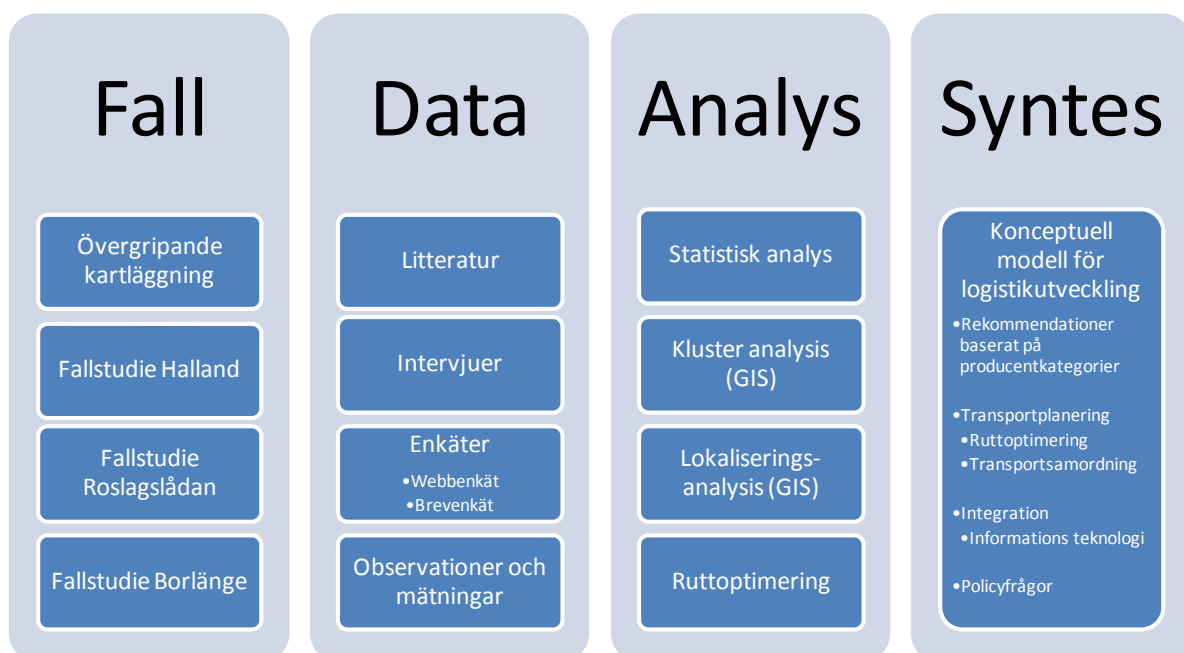 Fall
Övergripande
kartläggning
Fallstudie Halland
Fallstudie
Roslagslådan
Fallstudie Borlänge
Data
Litteratur
Intervjuer
Enkäter
•Webbenkät
•Brevenkät
Observationer och
mätningar
Analys
Statistisk analys
Kluster analysis
(GIS)
Lokaliserings-
analysis (GIS)
Ruttoptimering
Syntes
Konceptuell
modell för
logistikutveckling
•Rekommendationer
baserat på
producentkategorier
•Transportplanering
•Ruttoptimering
•Transportsamordning
•Integration
•Informations teknologi
•Policyfrågor